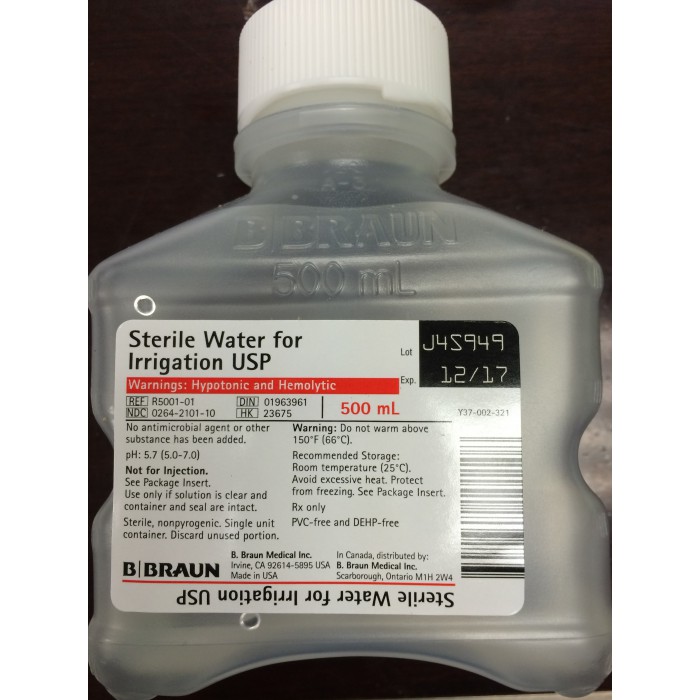 B|BRAUN
500 mL
Sterile Water for
Irrigation USP
Lot J4S949
Exp. 12/17
Warnings: Hypotonic and Hemolytic
REF R5001-01 DIN 01963961
NDC 0264-2101-10 HK 23675
500 mL
Y37-002-321
No antimicrobial agent or other
substance has been added.
pH: 5.7 (5.0-7.0)
Not for Injection.
See Package Insert.
Use only if solution is clear and
container and seal are intact.
Sterile, nonpyrogenic. Single unit
container. Discard unused portion.
Warning: Do not warm above
150°F (66°C).
Recommended Storage:
Room temperature (25°C).
Avoid excessive heat. Protect
from freezing. See Package Insert.
Rx only
PVC-free and DEHP-free
B|BRAUN
B. Braun Medical Inc.
Irvine, CA 92614-5895 USA
Made in USA
In Canada, distributed by:
B. Braun Medical Inc.
Scarborough, Ontario M1H 2W4
Sterile Water for Irrigation USP